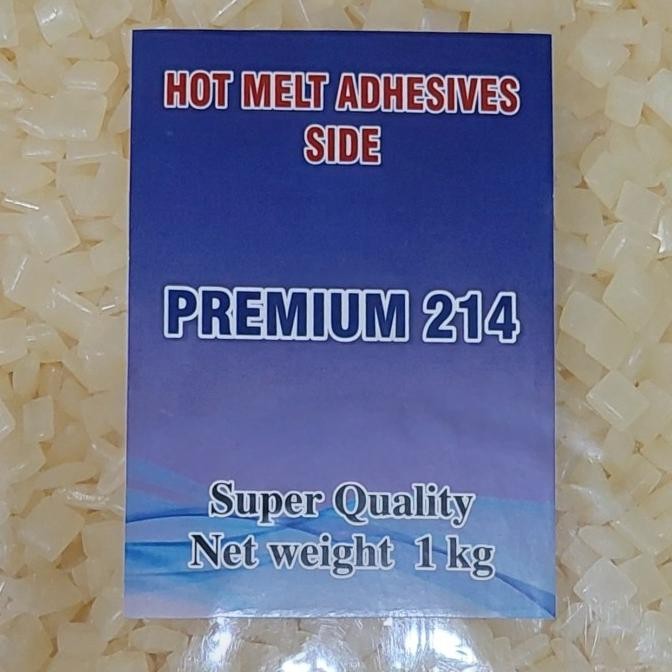 HOT MELT ADHESIVES
SIDE
PREMIUM 214
Super Quality
Net weight 1 kg